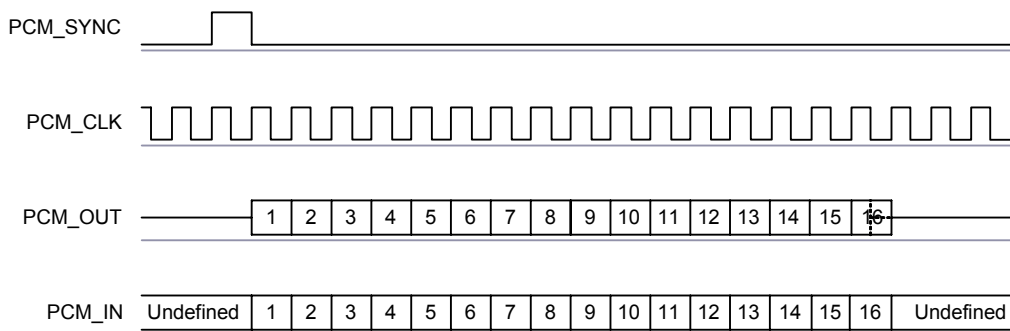 PCM_SYNC
PCM_CLK
PCM_OUT 1 2 3 4 5 6 7 8 9 10 11 12 13 14 15 16
PCM_IN Undefined 1 2 3 4 5 6 7 8 9 10 11 12 13 14 15 16 Undefined